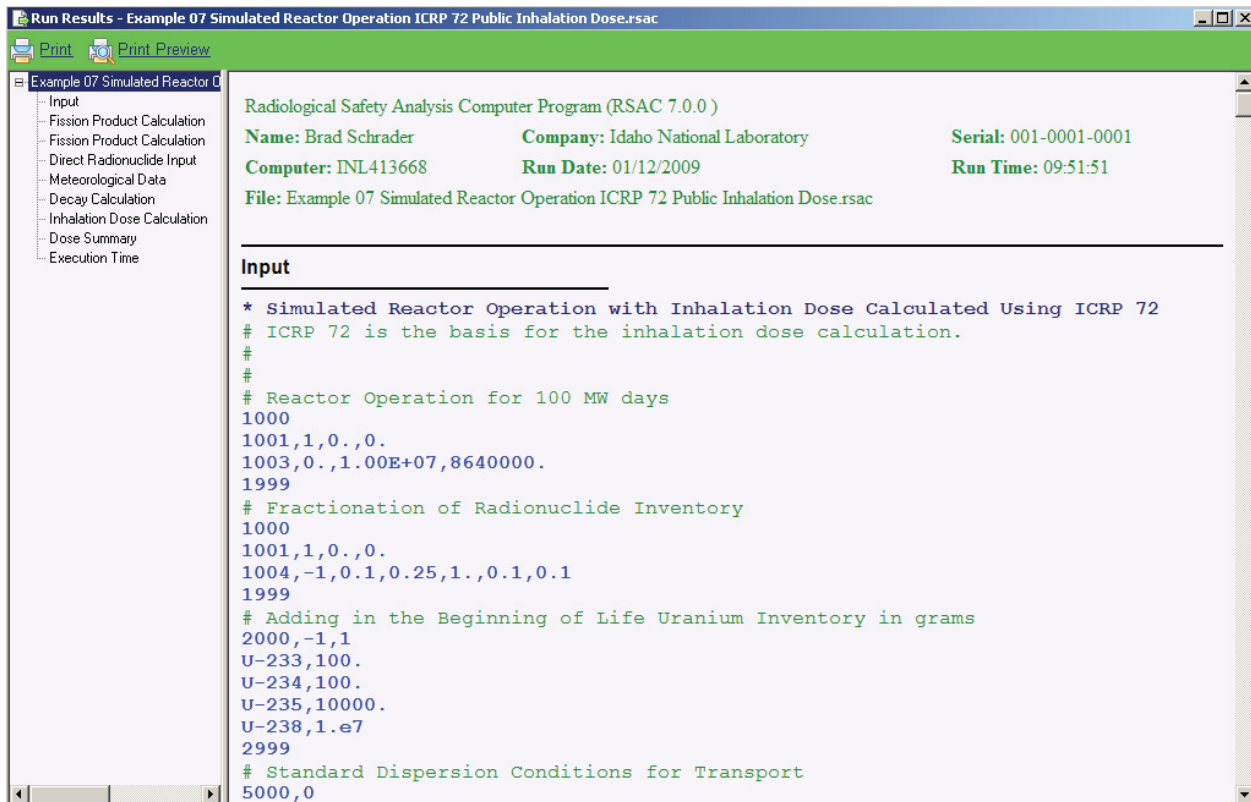 Run Results - Example 07 Simulated Reactor Operation ICRP 72 Public Inhalation Dose.rsac
Print Print Preview
Example 07 Simulated Reactor O
Input
Fission Product Calculation
Fission Product Calculation
Direct Radionuclide Input
Meteorological Data
Decay Calculation
Inhalation Dose Calculation
Dose Summary
Execution Time
Radiological Safety Analysis Computer Program (RSAC 7.0.0 )
Name: Brad Schrader Company: Idaho National Laboratory Serial: 001-0001-0001
Computer: INL413668 Run Date: 01/12/2009 Run Time: 09:51:51
File: Example 07 Simulated Reactor Operation ICRP 72 Public Inhalation Dose.rsac
Input
* Simulated Reactor Operation with Inhalation Dose Calculated Using ICRP 72
# ICRP 72 is the basis for the inhalation dose calculation.
#
#
# Reactor Operation for 100 MW days
1000
1001,1,0.,0.
1003,0.,1.00E+07,8640000.
1999
# Fractionation of Radionuclide Inventory
1000
1001,1,0.,0.
1004,-1,0.1,0.25,1.,0.1,0.1
1999
# Adding in the Beginning of Life Uranium Inventory in grams
2000,-1,1
U-233,100.
U-234,100.
U-235,10000.
U-238,1.e7
2999
# Standard Dispersion Conditions for Transport
5000,0